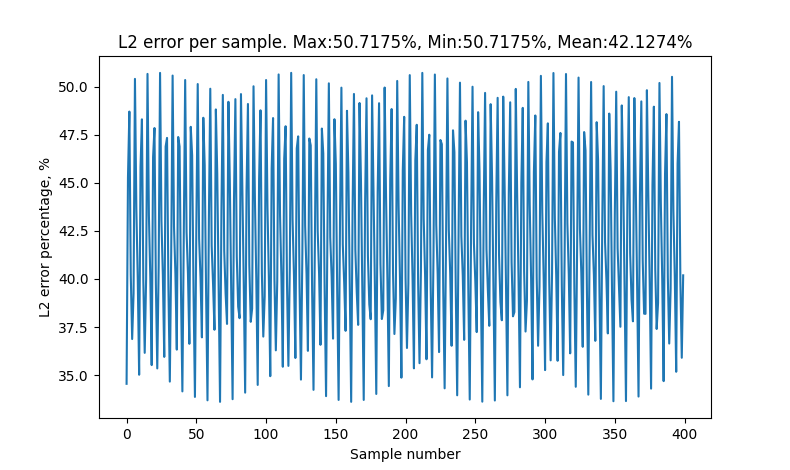 L2 error per sample. Max:50.7175%, Min:50.7175%, Mean:42.1274%
50.0
47.5
45.0
42.5
40.0
37.5
35.0
L2 error percentage, %
0 50 100 150 200 250 300 350 400
Sample number